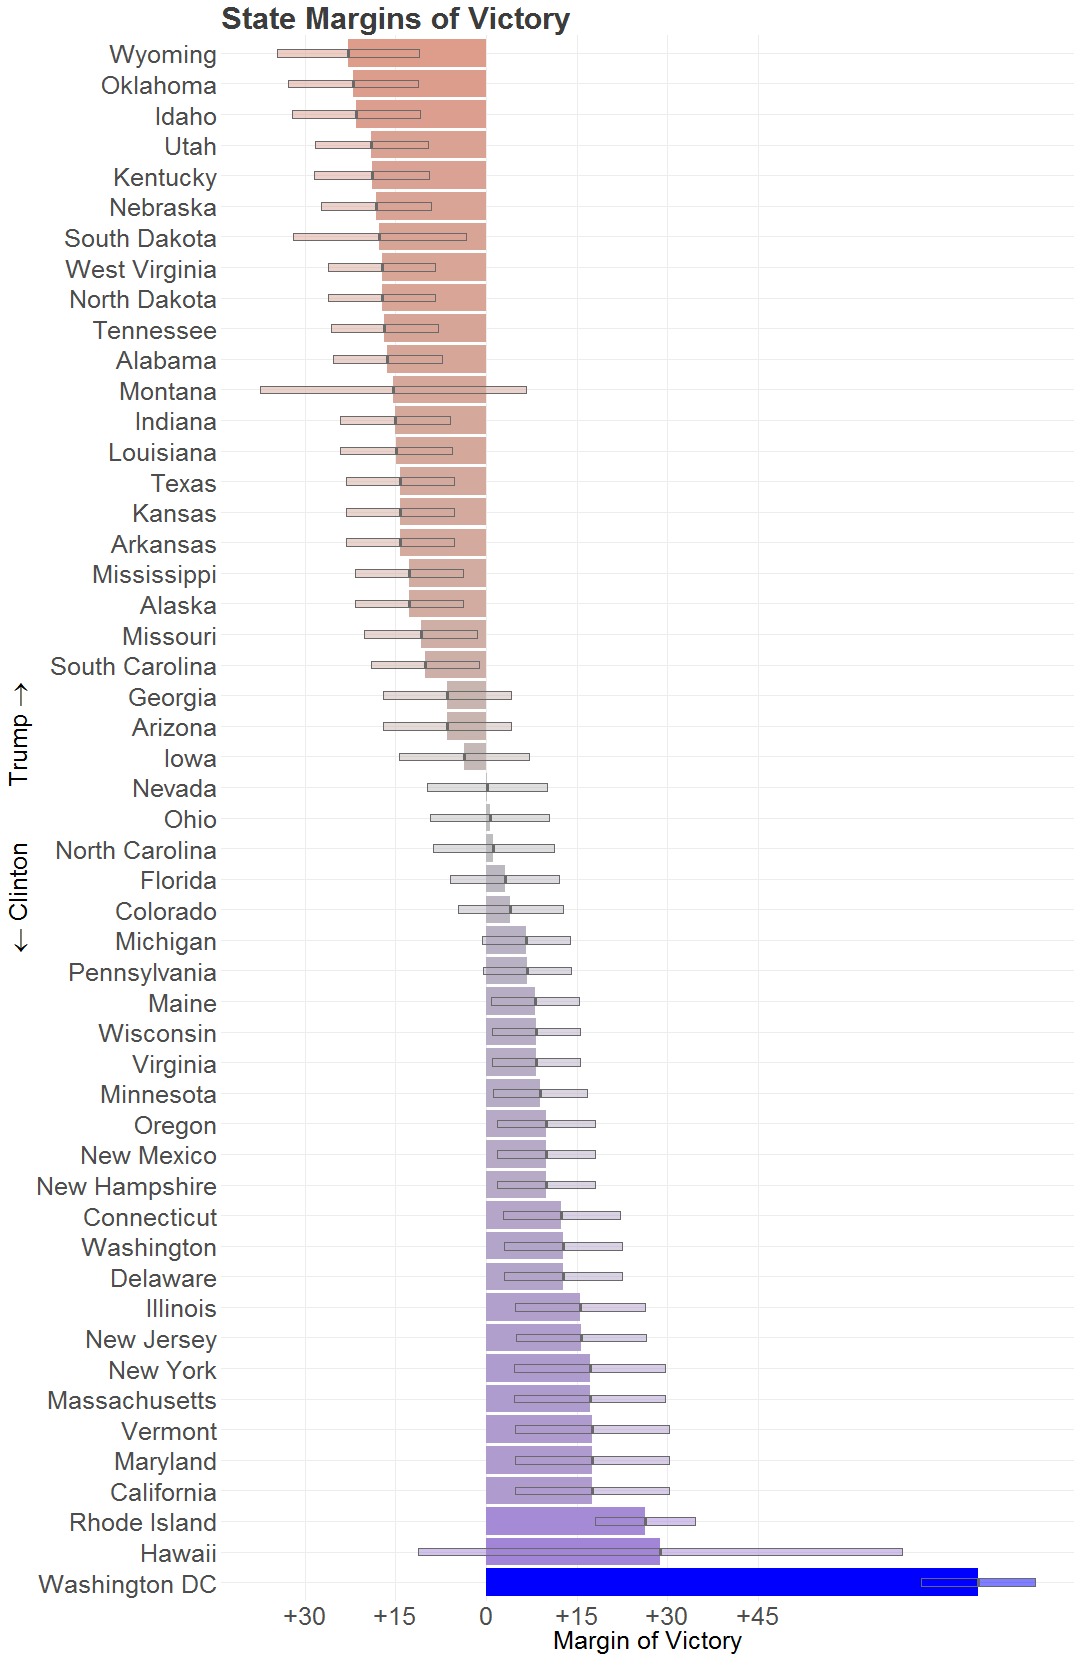 State Margins of Victory
Wyoming
Oklahoma
Idaho
Utah
Kentucky
Nebraska
South Dakota
West Virginia
North Dakota
Tennessee
Alabama
Montana
Indiana
Louisiana
Texas
Kansas
Arkansas
Mississippi
Alaska
Missouri
South Carolina
Georgia
Arizona
Iowa
Nevada
Ohio
North Carolina
Florida
Colorado
Michigan
Pennsylvania
Maine
Wisconsin
Virginia
Minnesota
Oregon
New Mexico
New Hampshire
Connecticut
Washington
Delaware
Illinois
New Jersey
New York
Massachusetts
Vermont
Maryland
California
Rhode Island
Hawaii
Washington DC
← Clinton Trump →
+30 +15 0 +15 +30 +45
Margin of Victory